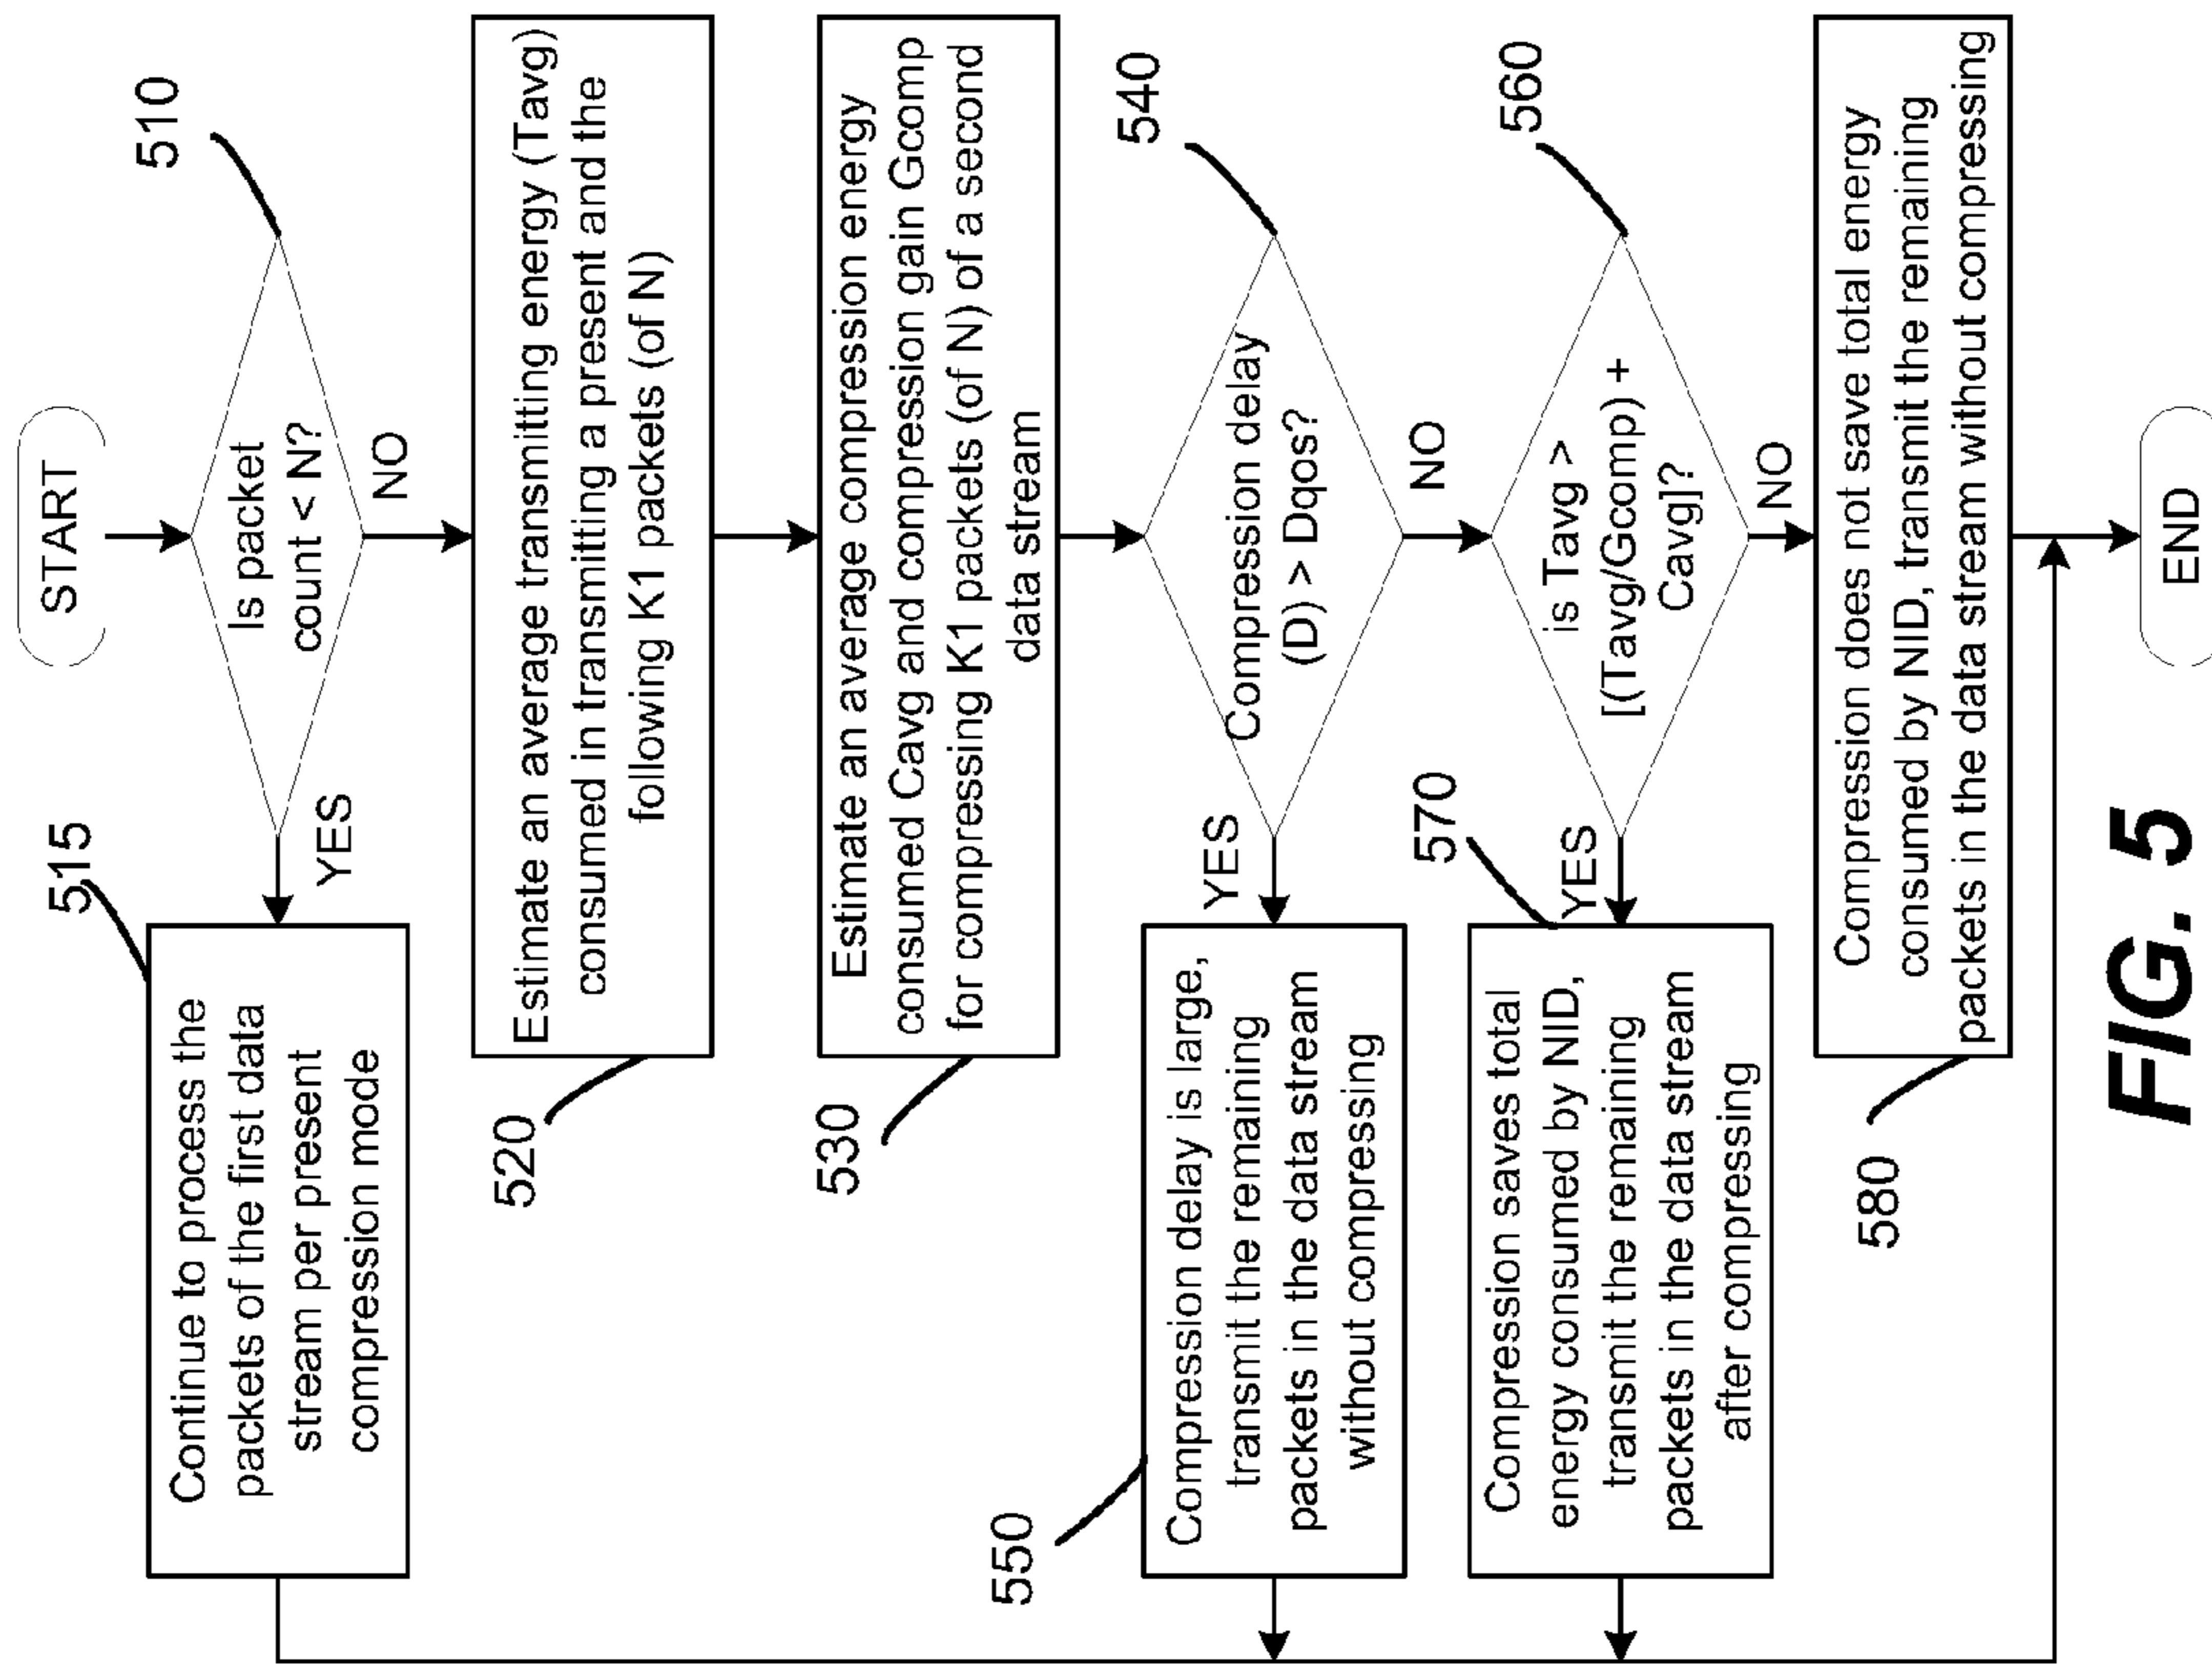 START
510
Is packet
count < N?
YES
NO
515
Continue to process the
packets of the first data
stream per present
compression mode
Estimate an average transmitting energy (Tavg)
consumed in transmitting a present and the
following K1 packets (of N)
520
Estimate an average compression energy
consumed Cavg and compression gain Gcomp
for compressing K1 packets (of N) of a second
data stream
530
540
Compression delay
(D) > Dqos?
YES
NO
550
Compression delay is large,
transmit the remaining
packets in the data stream
without compressing
560
is Tavg >
[(Tavg/Gcomp) +
Cavg]?
YES
NO
570
Compression saves total
energy consumed by NID,
transmit the remaining
packets in the data stream
after compressing
Compression does not save total energy
consumed by NID, transmit the remaining
packets in the data stream without compressing
580
END
FIG. 5